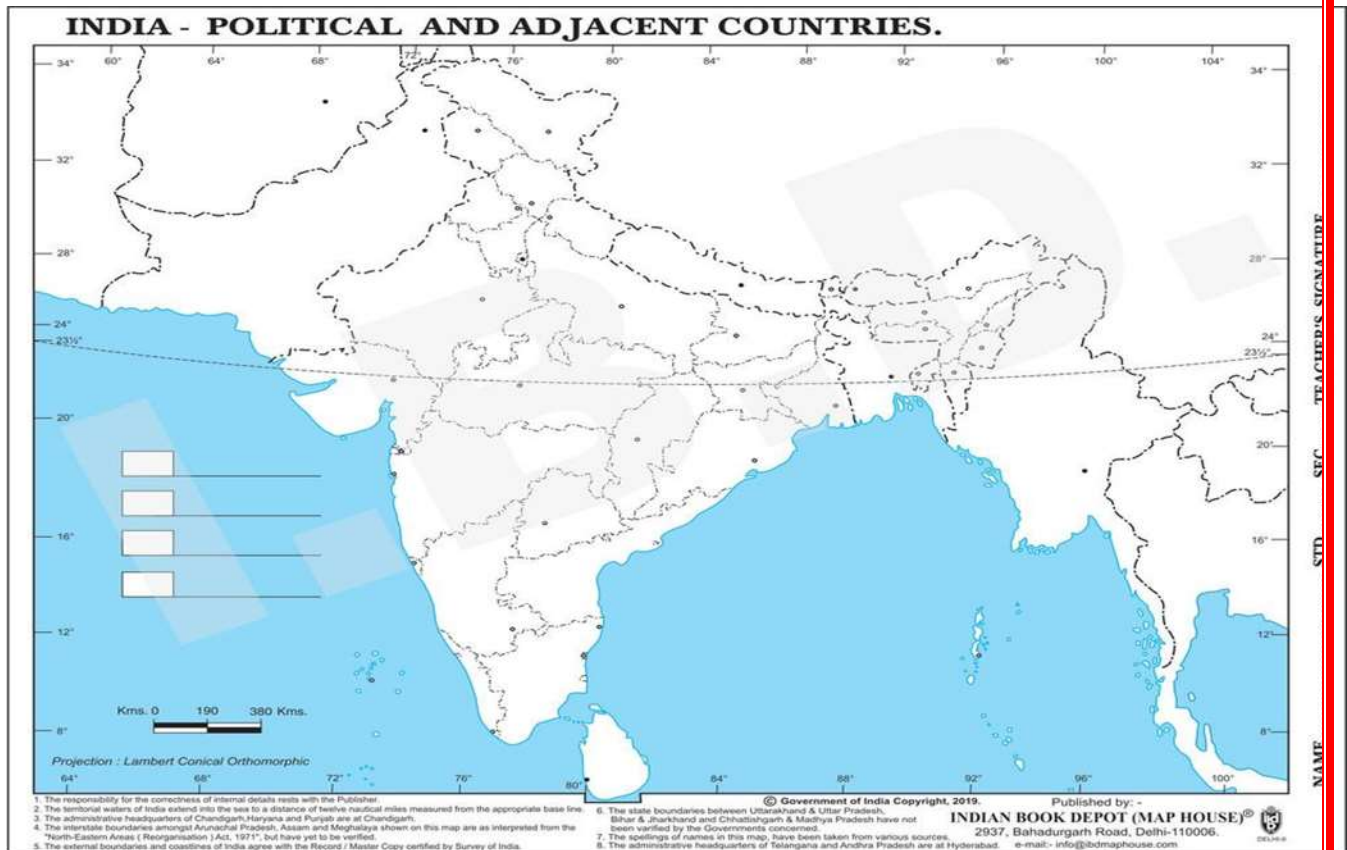 INDIA - POLITICAL AND ADJACENT COUNTRIES.
60° 64° 68° 72° 76° 80° 84° 88° 92° 96° 100° 104°
34° 34°
32° 32°
28° 28°
24° 24°
23½° 23½°
20° 20°
16° 16°
12° 12°
8° 8°
I.B.D.
TEACHER'S SIGNATURE
SEC
STD
NAME
Kms. 0 190 380 Kms.
Projection : Lambert Conical Orthomorphic
64° 68° 72° 76° 80° 84° 88° 92° 96° 100°
1. The responsibility for the correctness of internal details rests with the Publisher.
2. The territorial waters of India extend into the sea to a distance of twelve nautical miles measured from the appropriate base line.
3. The administrative headquarters of Chandigarh,Haryana and Punjab are at Chandigarh.
4. The interstate boundaries amongst Arunachal Pradesh, Assam and Meghalaya shown on this map are as interpreted from the
"North-Eastern Areas ( Reorganisation ) Act, 1971", but have yet to be verified.
5. The external boundaries and coastlines of India agree with the Record / Master Copy certified by Survey of India.
© Government of India Copyright, 2019.
6. The state boundaries between Uttarakhand & Uttar Pradesh,
Bihar & Jharkhand and Chhattishgarh & Madhya Pradesh have not
been varified by the Governments concerned.
7. The spellings of names in this map, have been taken from various sources.
8. The administrative headquarters of Telangana and Andhra Pradesh are at Hyderabad.
Published by: -
INDIAN BOOK DEPOT (MAP HOUSE)®
2937, Bahadurgarh Road, Delhi-110006.
e-mail:- info@ibdmaphouse.com
DELHI-6